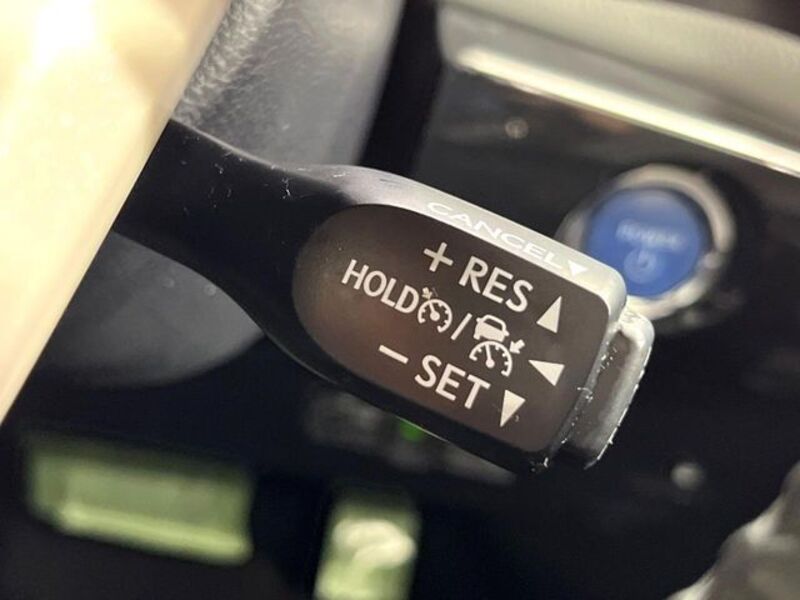 CANCEL▼
+ RES ▲
HOLD / ◀
− SET ▼